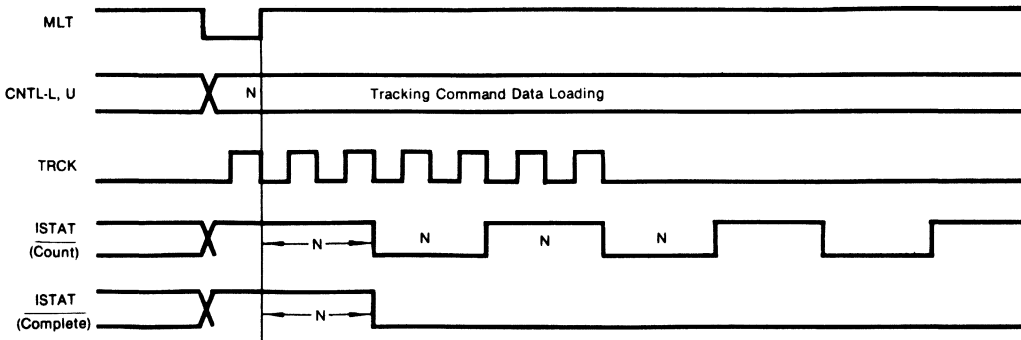 MLT
CNTL-L, U
N
Tracking Command Data Loading
TRCK
ISTAT
(Count)
N
N
N
N
ISTAT
(Complete)
N